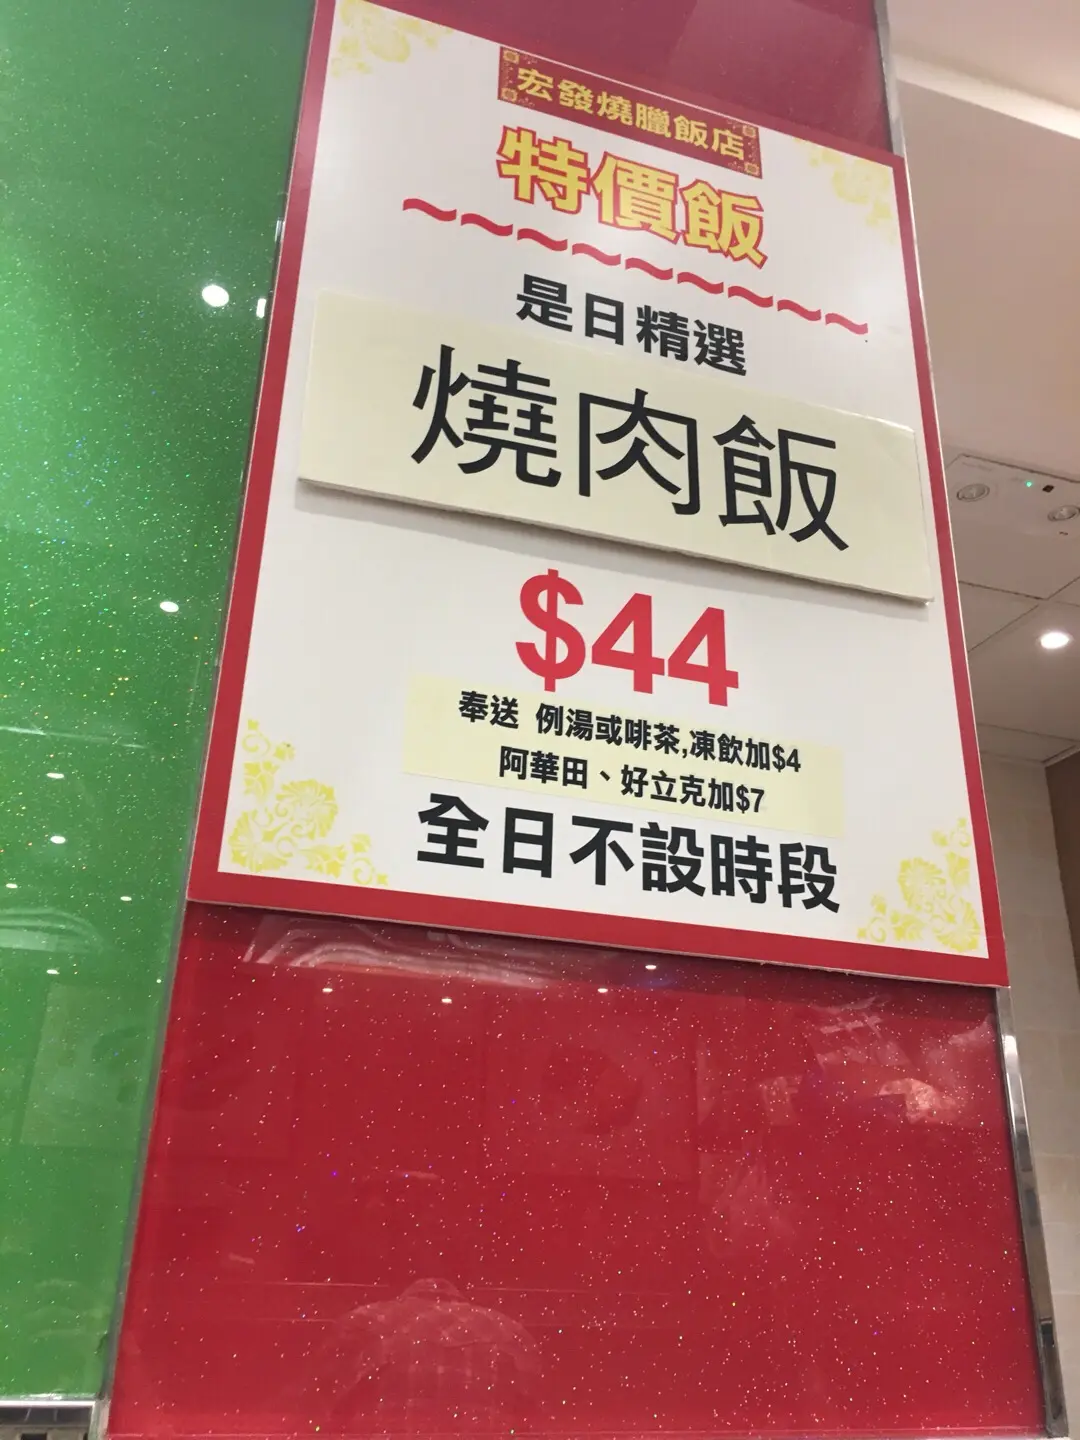 宏發燒臘飯店
特價飯
是日精選
燒肉飯
$44
奉送 例湯或啡茶,凍飲加$4
阿華田、好立克加$7
全日不設時段